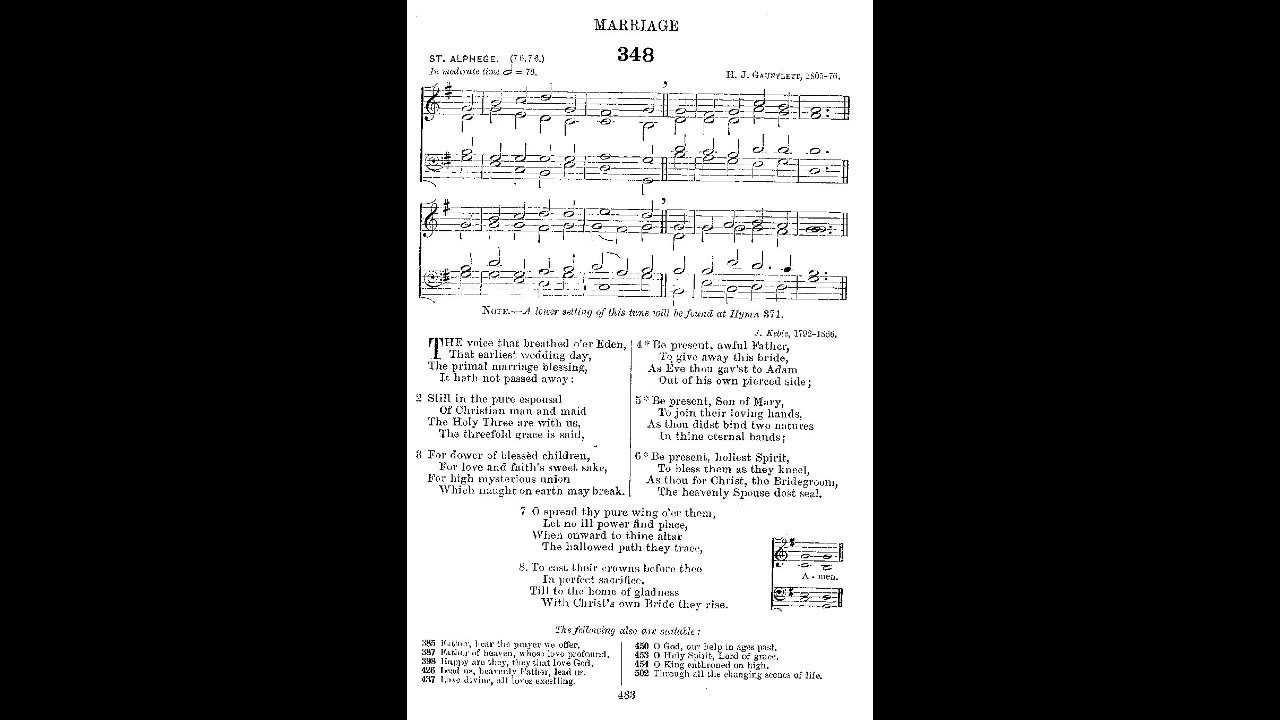 MARRIAGE
348
ST. ALPHEGE. (76,76.)
In moderate time = 76.
H. J. GAUNTLETT, 1805-76.
NOTE.—A lower setting of this tune will be found at Hymn 371.
J. Keble, 1792-1866.
THE voice that breathed o'er Eden,
That earliest wedding day,
The primal marriage blessing,
It hath not passed away:
2 Still in the pure espousal
Of Christian man and maid
The Holy Three are with us,
The threefold grace is said,
3 For dower of blessèd children,
For love and faith's sweet sake,
For high mysterious union
Which naught on earth may break.
4* Be present, awful Father,
To give away this bride,
As Eve thou gav'st to Adam
Out of his own pierced side;
5* Be present, Son of Mary,
To join their loving hands,
As thou didst bind two natures
In thine eternal bands;
6* Be present, holiest Spirit,
To bless them as they kneel,
As thou for Christ, the Bridegroom,
The heavenly Spouse dost seal.
7 O spread thy pure wing o'er them,
Let no ill power find place,
When onward to thine altar
The hallowed path they trace,
8. To cast their crowns before thee
In perfect sacrifice,
Till to the home of gladness
With Christ's own Bride they rise.
A - men.
The following also are suitable:
385 Father, hear the prayer we offer.
387 Father of heaven, whose love profound.
398 Happy are they, they that love God.
426 Lead us, heavenly Father, lead us.
437 Love divine, all loves excelling.
450 O God, our help in ages past.
453 O Holy Spirit, Lord of grace.
454 O King enthroned on high.
502 Through all the changing scenes of life.
483